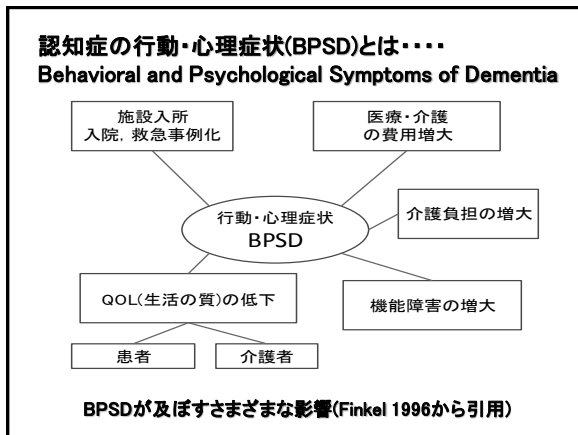 認知症の行動・心理症状(BPSD)とは・・・・
Behavioral and Psychological Symptoms of Dementia
施設入所
入院, 救急事例化
医療・介護
の費用増大
行動・心理症状
BPSD
介護負担の増大
QOL(生活の質)の低下
機能障害の増大
患者
介護者
BPSDが及ぼすさまざまな影響(Finkel 1996から引用)